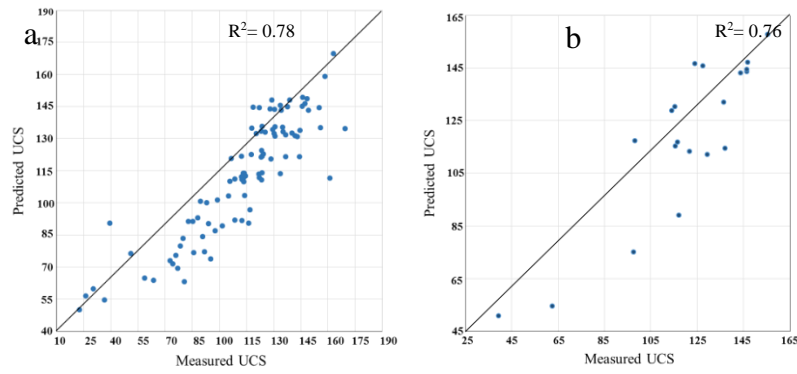 a
R²= 0.78
Predicted UCS
190
175
160
145
130
115
100
85
70
55
40
10 25 40 55 70 85 100 115 130 145 160 175 190
Measured UCS
b
R²= 0.76
Predicted UCS
165
145
125
105
85
65
45
25 45 65 85 105 125 145 165
Measured UCS